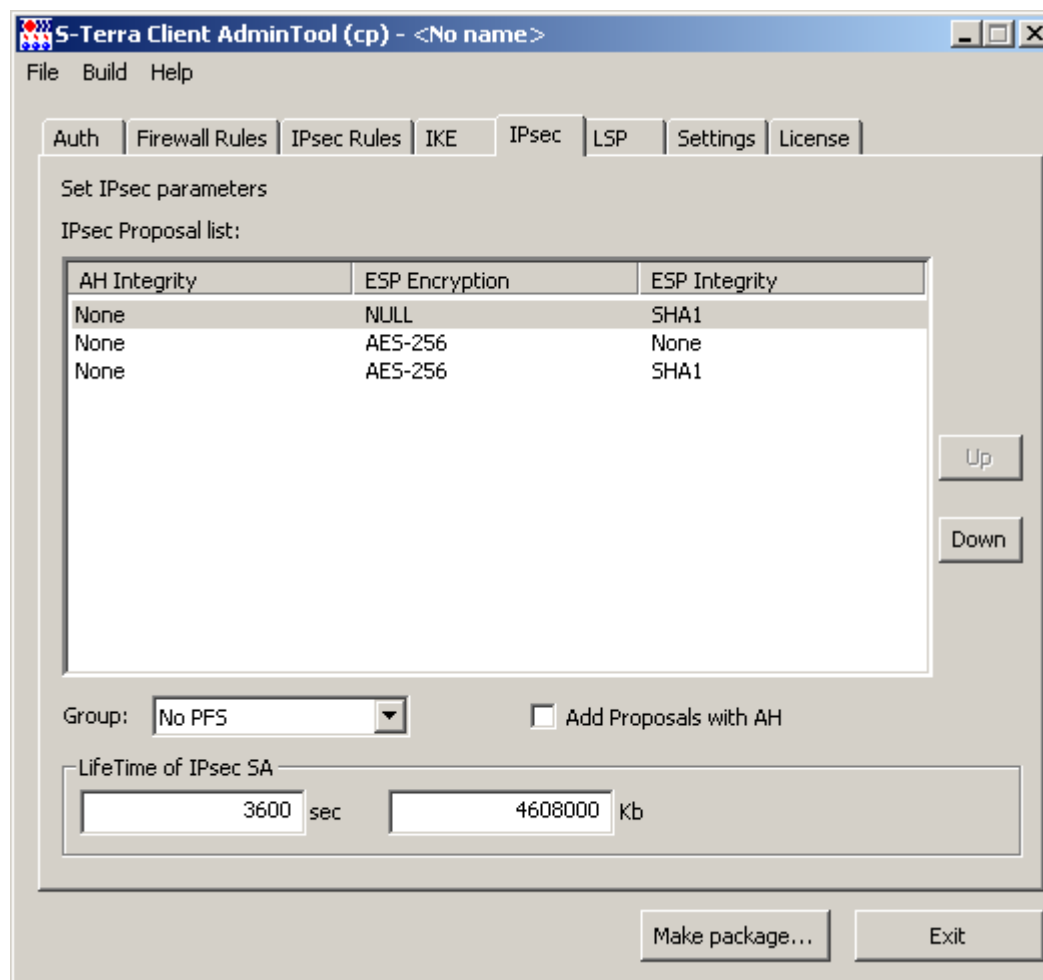 S-Terra Client AdminTool (cp) - <No name>
File Build Help
Auth Firewall Rules IPsec Rules IKE IPsec LSP Settings License
Set IPsec parameters
IPsec Proposal list:
AH Integrity ESP Encryption ESP Integrity
None NULL SHA1
None AES-256 None
None AES-256 SHA1
Up
Down
Group: No PFS Add Proposals with AH
LifeTime of IPsec SA
3600 sec 4608000 Kb
Make package... Exit